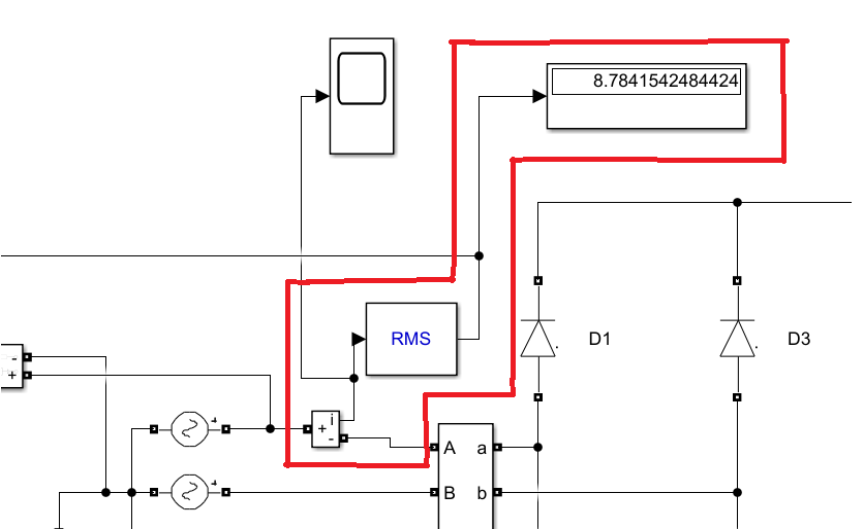 8.7841542484424
RMS
D1
D3
-
+
i
+
-
A a
B b
+
+